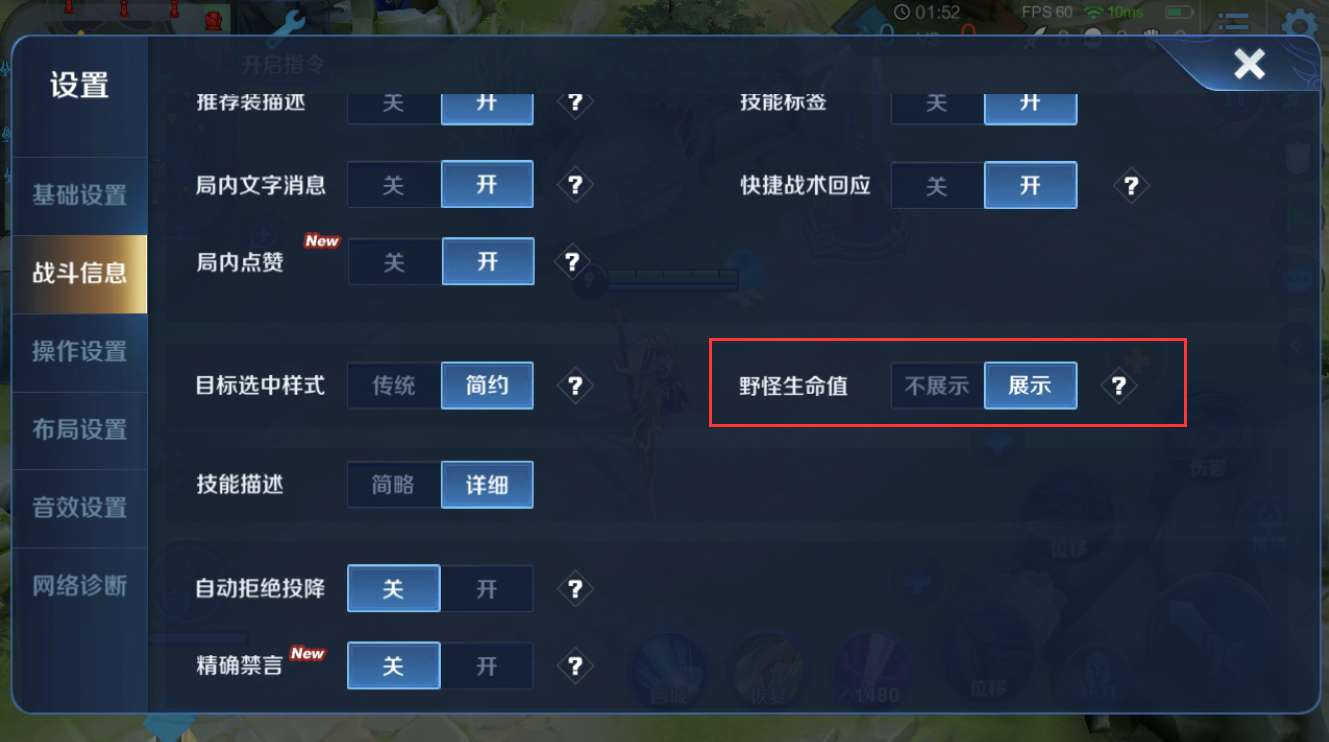 01:52 FPS 60 10ms
开启指令
设置
推荐装描述 关 开 ? 技能标签 关 开
基础设置
局内文字消息 关 开 ? 快捷战术回应 关 开 ?
New
局内点赞 关 开 ?
战斗信息
操作设置
目标选中样式 传统 简约 ? 野怪生命值 不展示 展示 ?
布局设置
伤害
技能描述 简略 详细
音效设置
位移
网络诊断
自动拒绝投降 关 开 ?
New
精确禁言 关 开 ?
回城 恢复 1480 位移